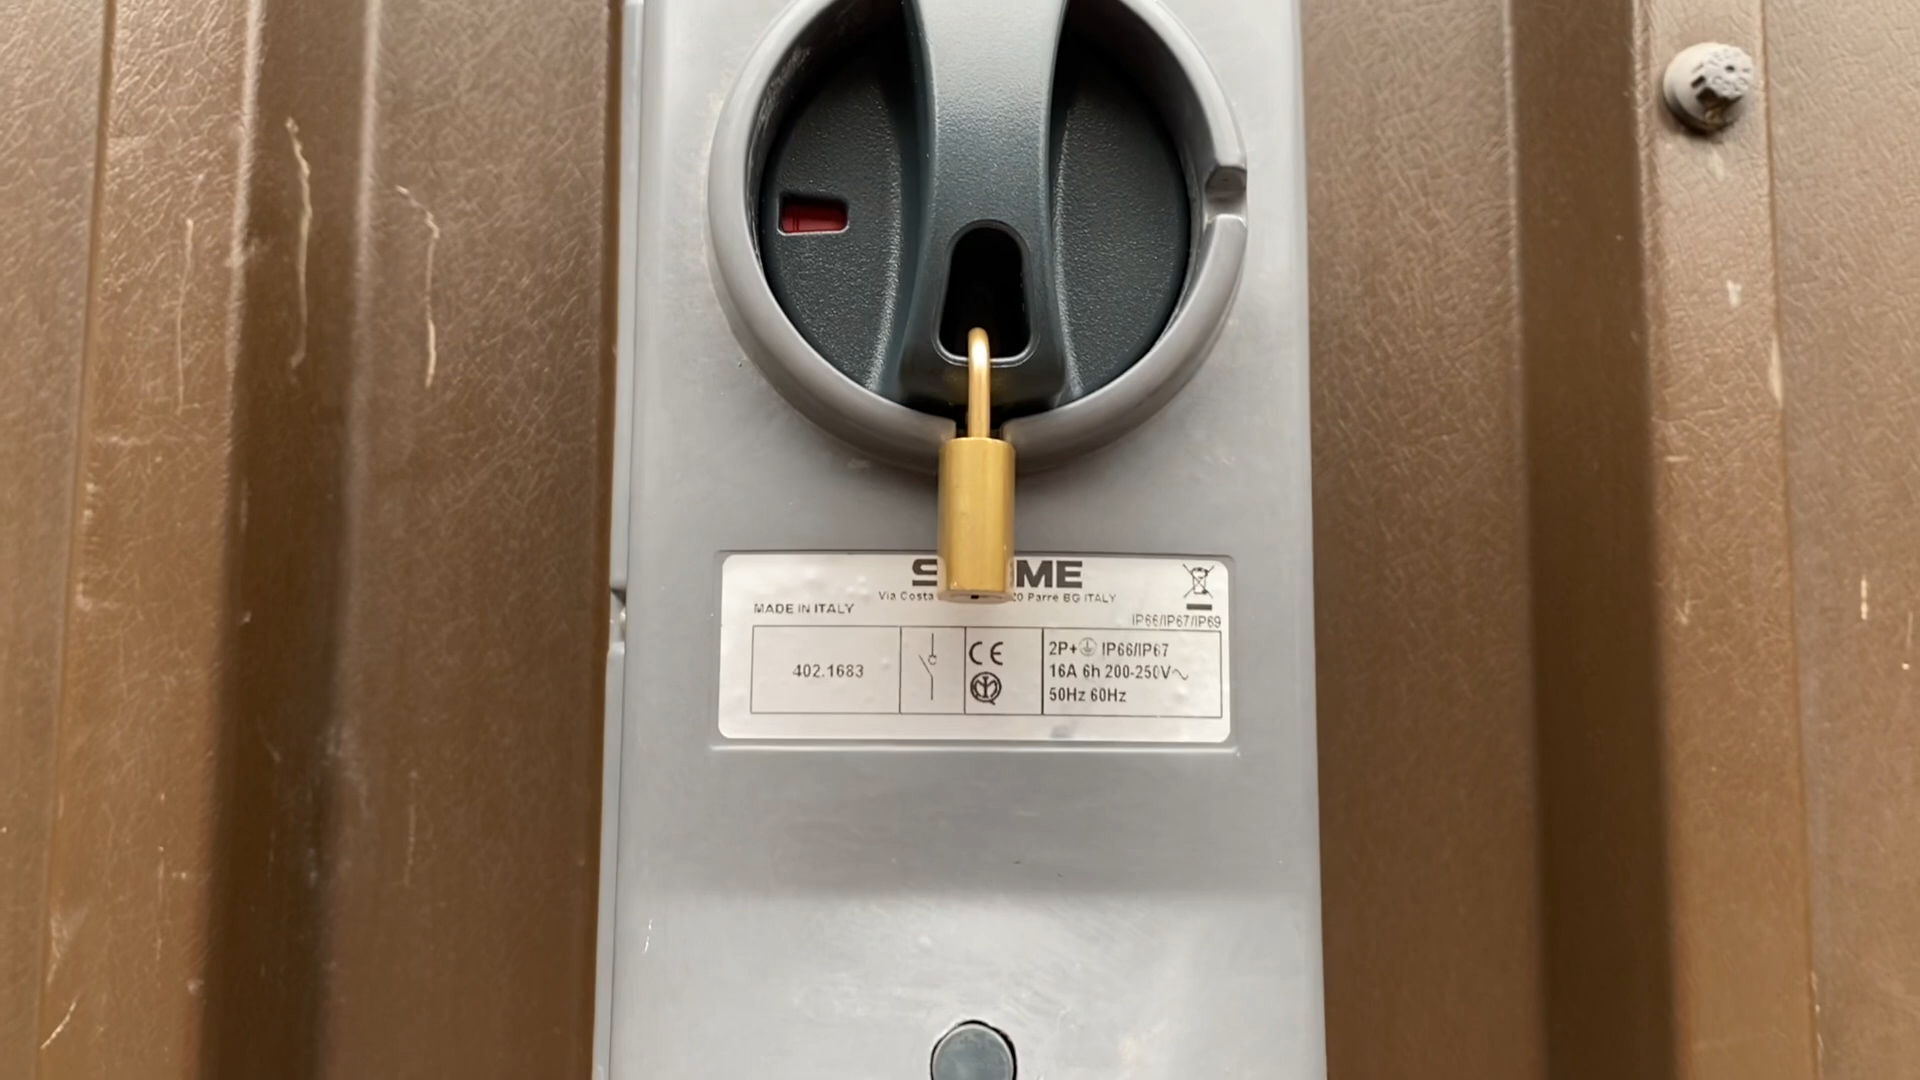 S ME
Via Costa 20 Parre BG ITALY
MADE IN ITALY
IP66/IP67/IP69
402.1683
CE
2P+ IP66/IP67
16A 6h 200-250V~
50Hz 60Hz